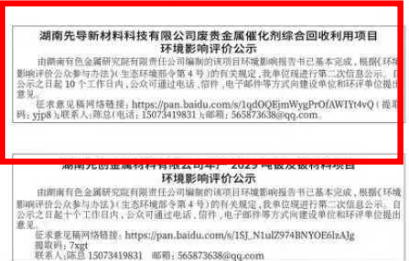 湖南先导新材料科技有限公司废贵金属催化剂综合回收利用项目
环境影响评价公示
由湖南有色金属研究院有限责任公司编制的该项目环境影响报告书已基本完成,根据《环境
影响评价公众参与办法》(生态环境部令第4号)的有关规定,我单位现进行第二次信息公示。自
公示之日起10个工作日内,公众可通过电话、信件、电子邮件等方式向建设单位和环评单位提出
意见。
征求意见稿网络链接:https://pan.baidu.com/s/1qdOQEjmWygPrOfAWIYt4vQ(提取
码:yjp8);联系人:陈总(电话:15073419831);邮箱:565873638@qq.com。
环境影响评价公示
由湖南有色金属研究院有限责任公司编制的该项目环境影响报告书已基本完成,根据《环境
影响评价公众参与办法》(生态环境部令第4号)的有关规定,我单位现进行第二次信息公示。自
公示之日起十个工作日内,公众可通过电话、信件、电子邮件等方式向建设单位和环评单位提出
意见。
征求意见稿网络链接:https://pan.baidu.com/s/1SJ_N1ulZ974BNYOE6lzAJg
提取码:7xgt
联系人:陈总 15073419831 邮箱:565873638@qq.com